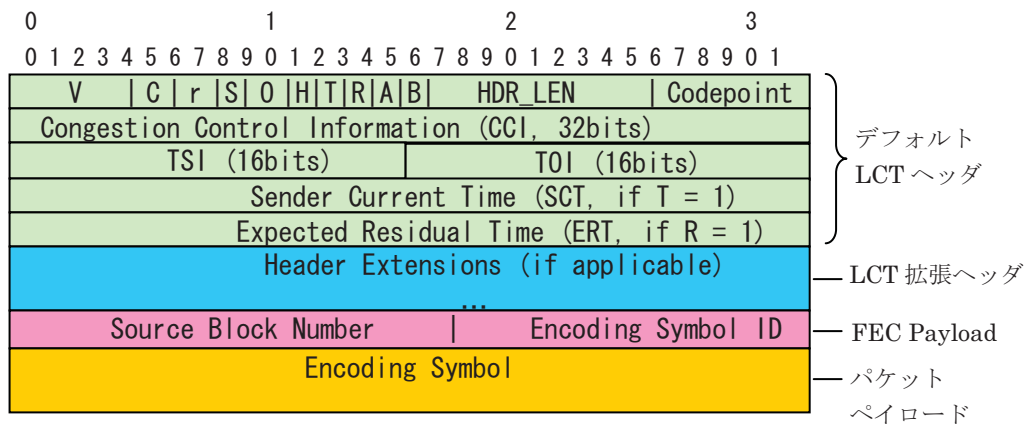 0 1 2 3
0 1 2 3 4 5 6 7 8 9 0 1 2 3 4 5 6 7 8 9 0 1 2 3 4 5 6 7 8 9 0 1
V | C | r |S| O |H|T|R|A|B| HDR_LEN | Codepoint
Congestion Control Information (CCI, 32bits)
TSI (16bits) TOI (16bits)
Sender Current Time (SCT, if T = 1)
Expected Residual Time (ERT, if R = 1)
デフォルト
LCT ヘッダ
Header Extensions (if applicable)
...
LCT 拡張ヘッダ
Source Block Number | Encoding Symbol ID
FEC Payload
Encoding Symbol
パケット
ペイロード